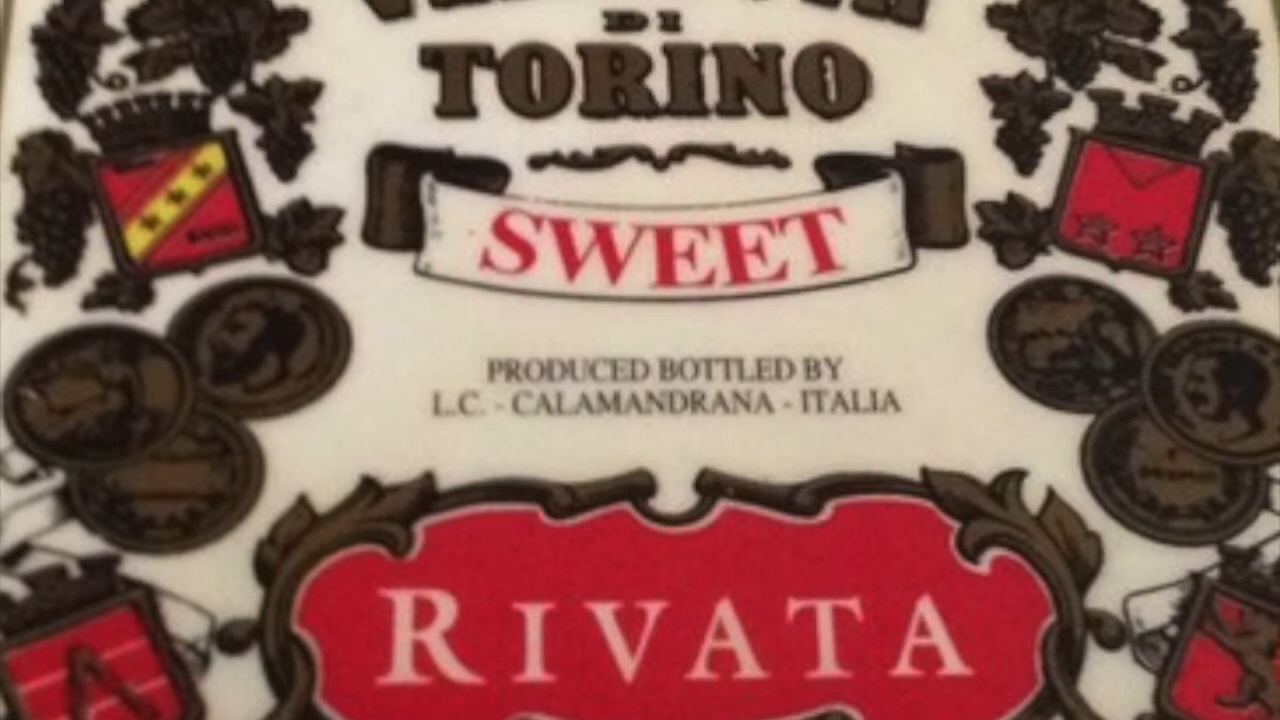 DI
TORINO
SWEET
PRODUCED BOTTLED BY
L.C. - CALAMANDRANA - ITALIA
RIVATA